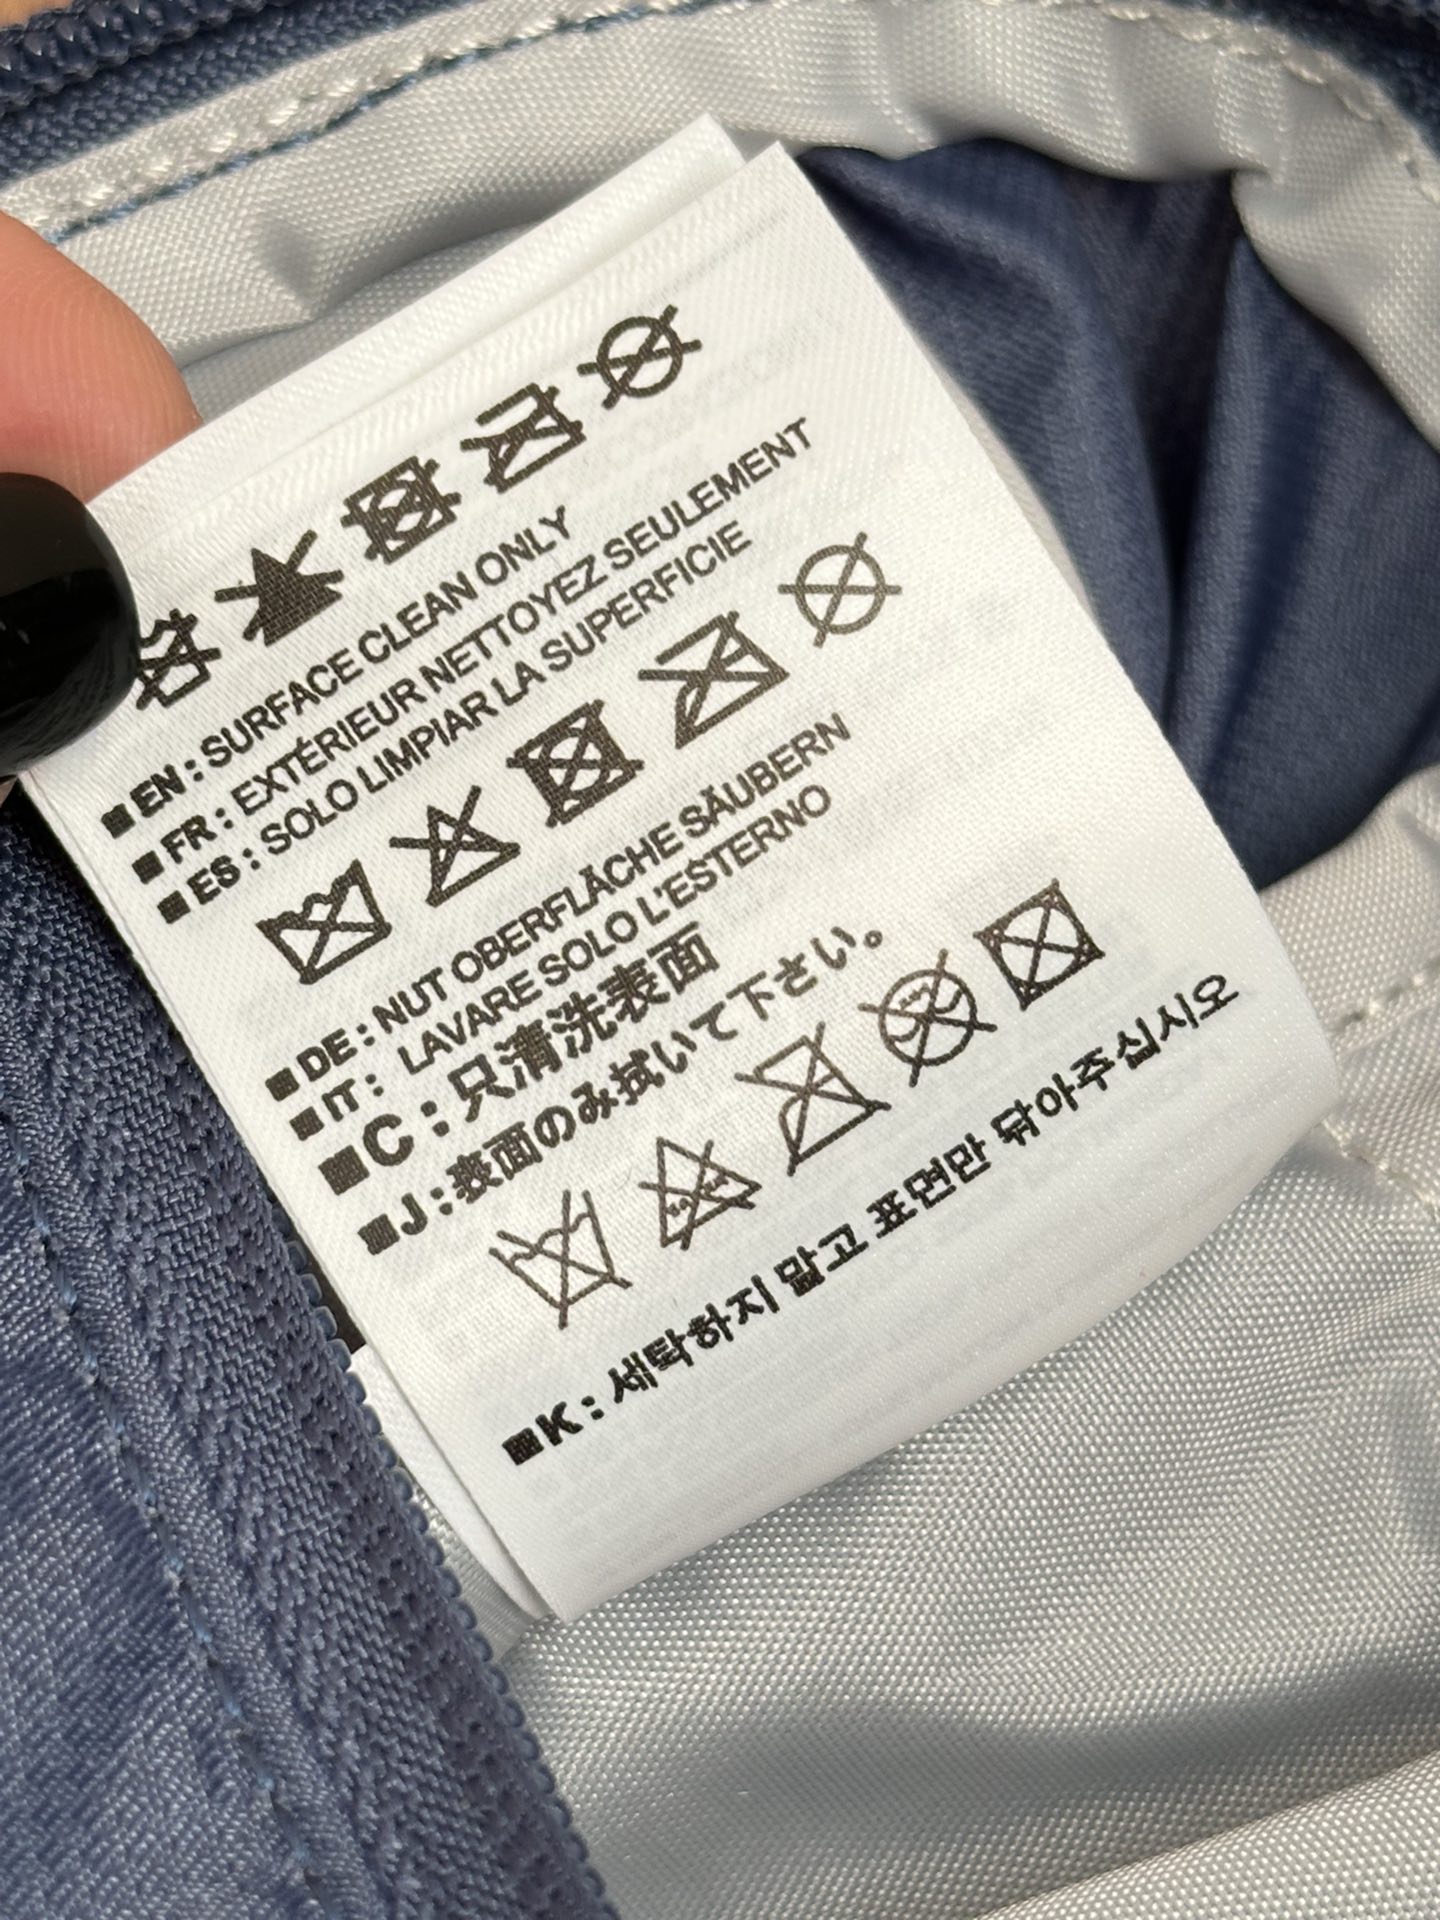 ■EN : SURFACE CLEAN ONLY
■FR : EXTÉRIEUR NETTOYEZ SEULEMENT
■ES : SOLO LIMPIAR LA SUPERFICIE
■DE : NUT OBERFLÄCHE SÄUBERN
■IT : LAVARE SOLO L'ESTERNO
■C : 只清洗表面
■J : 表面のみ拭いて下さい。
■K : 세탁하지 말고 표면만 닦아주십시오